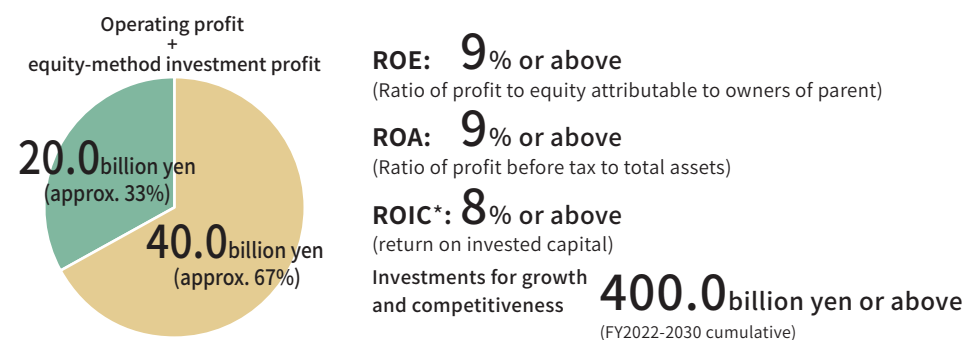 Operating profit
+
equity-method investment profit
20.0billion yen
(approx. 33%)
40.0billion yen
(approx. 67%)
ROE: 9% or above
(Ratio of profit to equity attributable to owners of parent)
ROA: 9% or above
(Ratio of profit before tax to total assets)
ROIC*: 8% or above
(return on invested capital)
Investments for growth
and competitiveness 400.0billion yen or above
(FY2022-2030 cumulative)